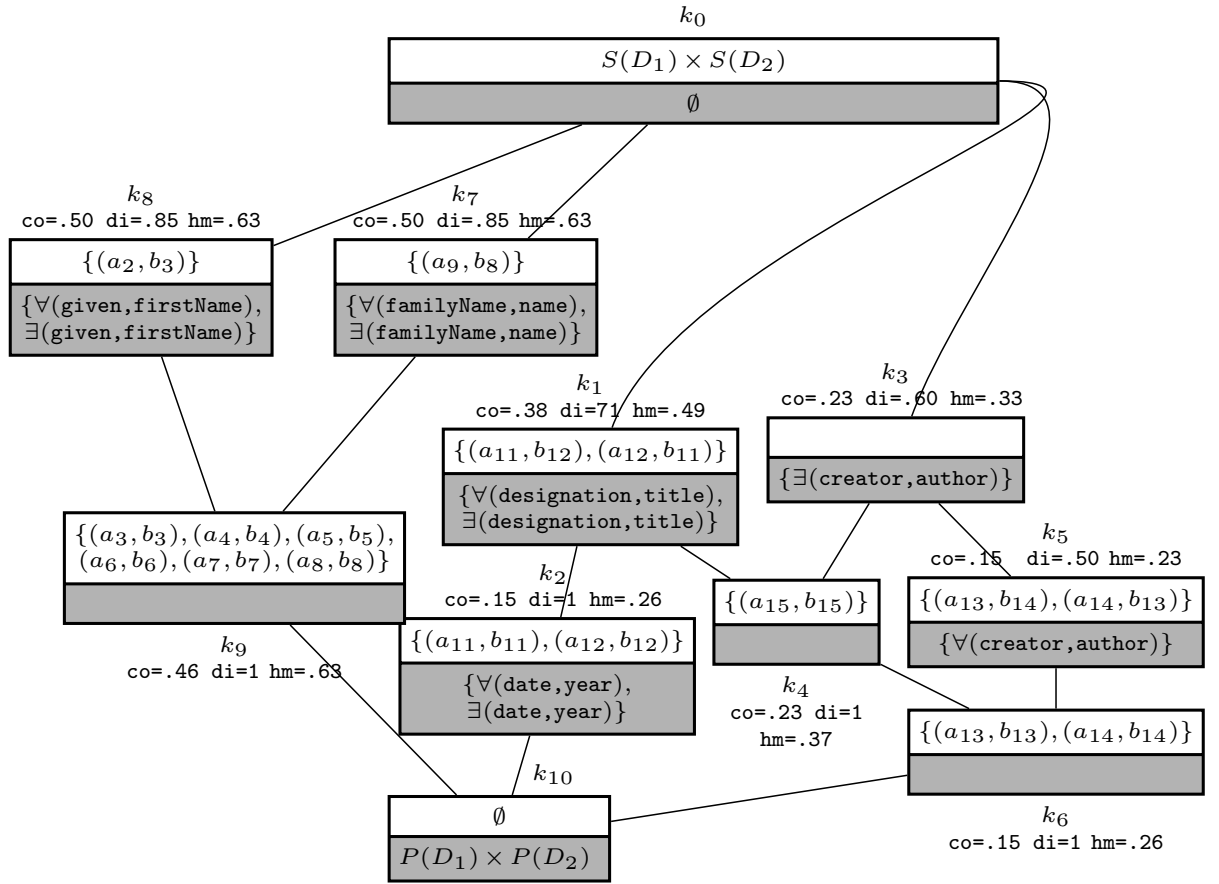 k₀
S(D₁) × S(D₂)
∅
k₈
co=.50 di=.85 hm=.63
{(a₂, b₃)}
{∀(given,firstName),
∃(given,firstName)}
k₇
co=.50 di=.85 hm=.63
{(a₉, b₈)}
{∀(familyName,name),
∃(familyName,name)}
k₁
co=.38 di=71 hm=.49
{(a₁₁, b₁₂), (a₁₂, b₁₁)}
{∀(designation,title),
∃(designation,title)}
k₃
co=.23 di=.60 hm=.33
{∃(creator,author)}
{(a₃, b₃), (a₄, b₄), (a₅, b₅),
(a₆, b₆), (a₇, b₇), (a₈, b₈)}
k₉
co=.46 di=1 hm=.63
k₂
co=.15 di=1 hm=.26
{(a₁₁, b₁₁), (a₁₂, b₁₂)}
{∀(date,year),
∃(date,year)}
{(a₁₅, b₁₅)}
k₄
co=.23 di=1
hm=.37
k₅
co=.15 di=.50 hm=.23
{(a₁₃, b₁₄), (a₁₄, b₁₃)}
{∀(creator,author)}
{(a₁₃, b₁₃), (a₁₄, b₁₄)}
k₆
co=.15 di=1 hm=.26
k₁₀
∅
P(D₁) × P(D₂)